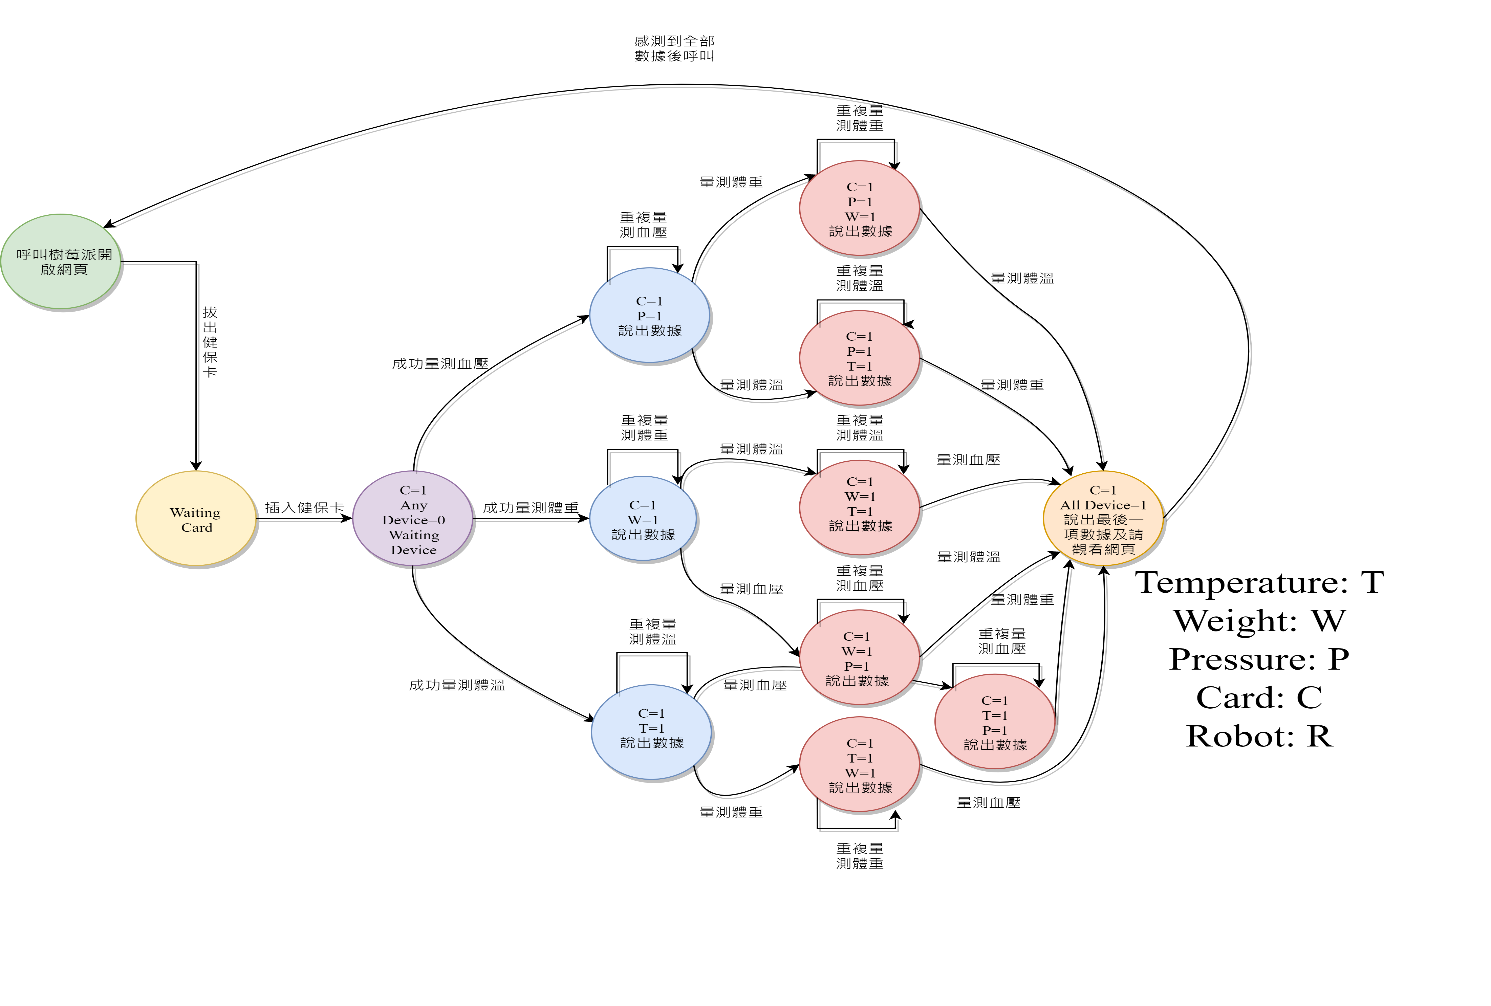 感測到全部
數據後呼叫
重複量
測體重
C=1
P=1
W=1
說出數據
量測體重
重複量
測血壓
呼叫樹莓派開
啟網頁
拔
出
健
保
卡
C=1
P=1
說出數據
重複量
測體溫
量測體溫
C=1
P=1
T=1
說出數據
成功量測血壓
量測體溫
量測體重
重複量
測體重
重複量
測體溫
量測體溫
量測血壓
Waiting
Card
插入健保卡
C=1
Any
Device=0
Waiting
Device
成功量測體重
C=1
W=1
說出數據
C=1
W=1
T=1
說出數據
C=1
All Device=1
說出最後一
項數據及請
觀看網頁
量測血壓
重複量
測血壓
量測體溫
量測體重
重複量
測體溫
C=1
W=1
P=1
說出數據
重複量
測血壓
成功量測體溫
量測血壓
C=1
T=1
說出數據
C=1
T=1
P=1
說出數據
C=1
T=1
W=1
說出數據
量測體重
量測血壓
重複量
測體重
Temperature: T
Weight: W
Pressure: P
Card: C
Robot: R